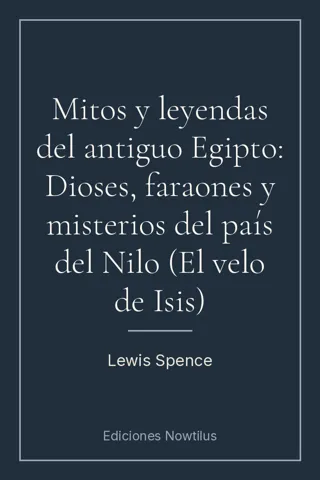 Mitos y leyendas
del antiguo Egipto:
Dioses, faraones y
misterios del país
del Nilo (El velo
de Isis)
Lewis Spence
Ediciones Nowtilus